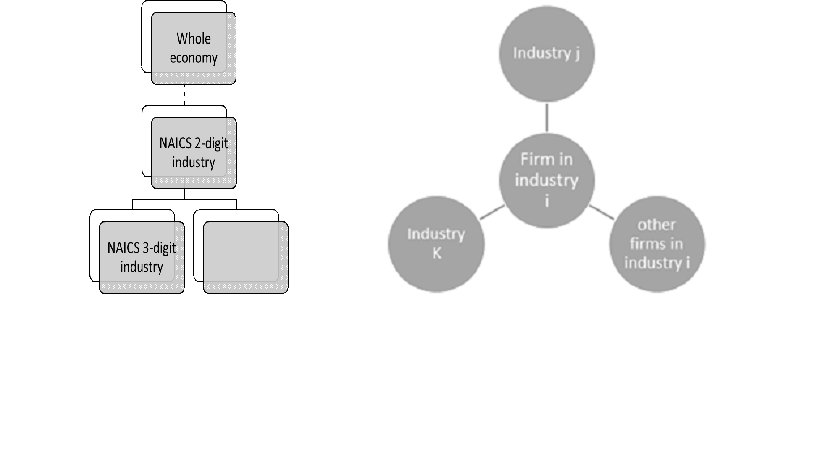 Whole
economy
NAICS 2-digit
industry
NAICS 3-digit
industry
Industry j
Firm in
industry
i
Industry
K
other
firms in
industry i